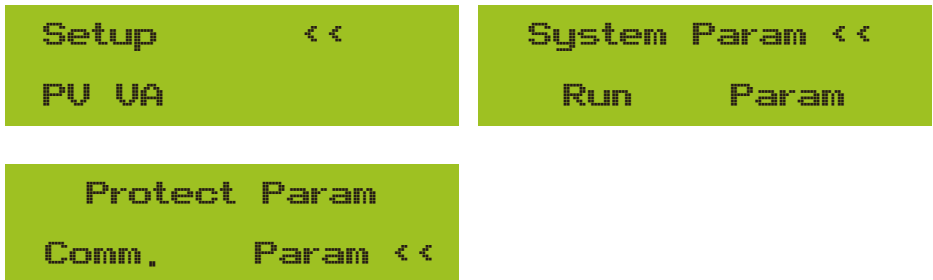 Setup <<
PV VA
System Param <<
Run Param
Protect Param
Comm. Param <<